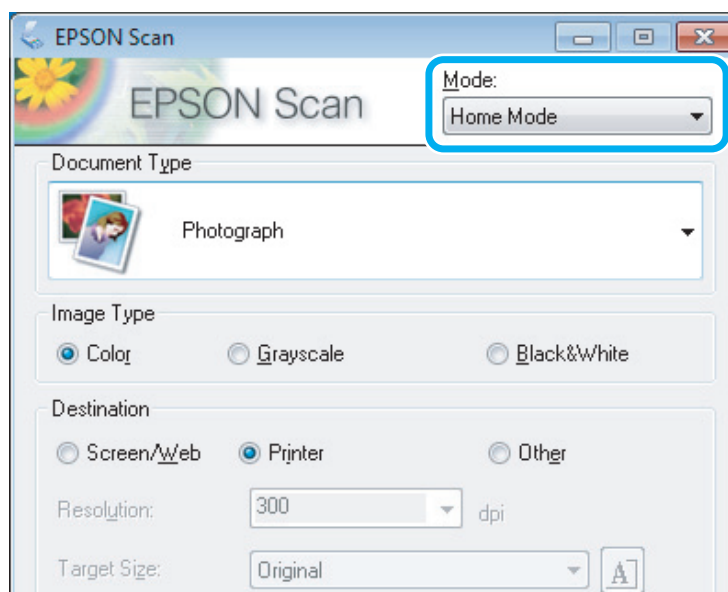 EPSON Scan
EPSON Scan
Mode:
Home Mode
Document Type
Photograph
Image Type
Color Grayscale Black&White
Destination
Screen/Web Printer Other
Resolution: 300 dpi
Target Size: Original A